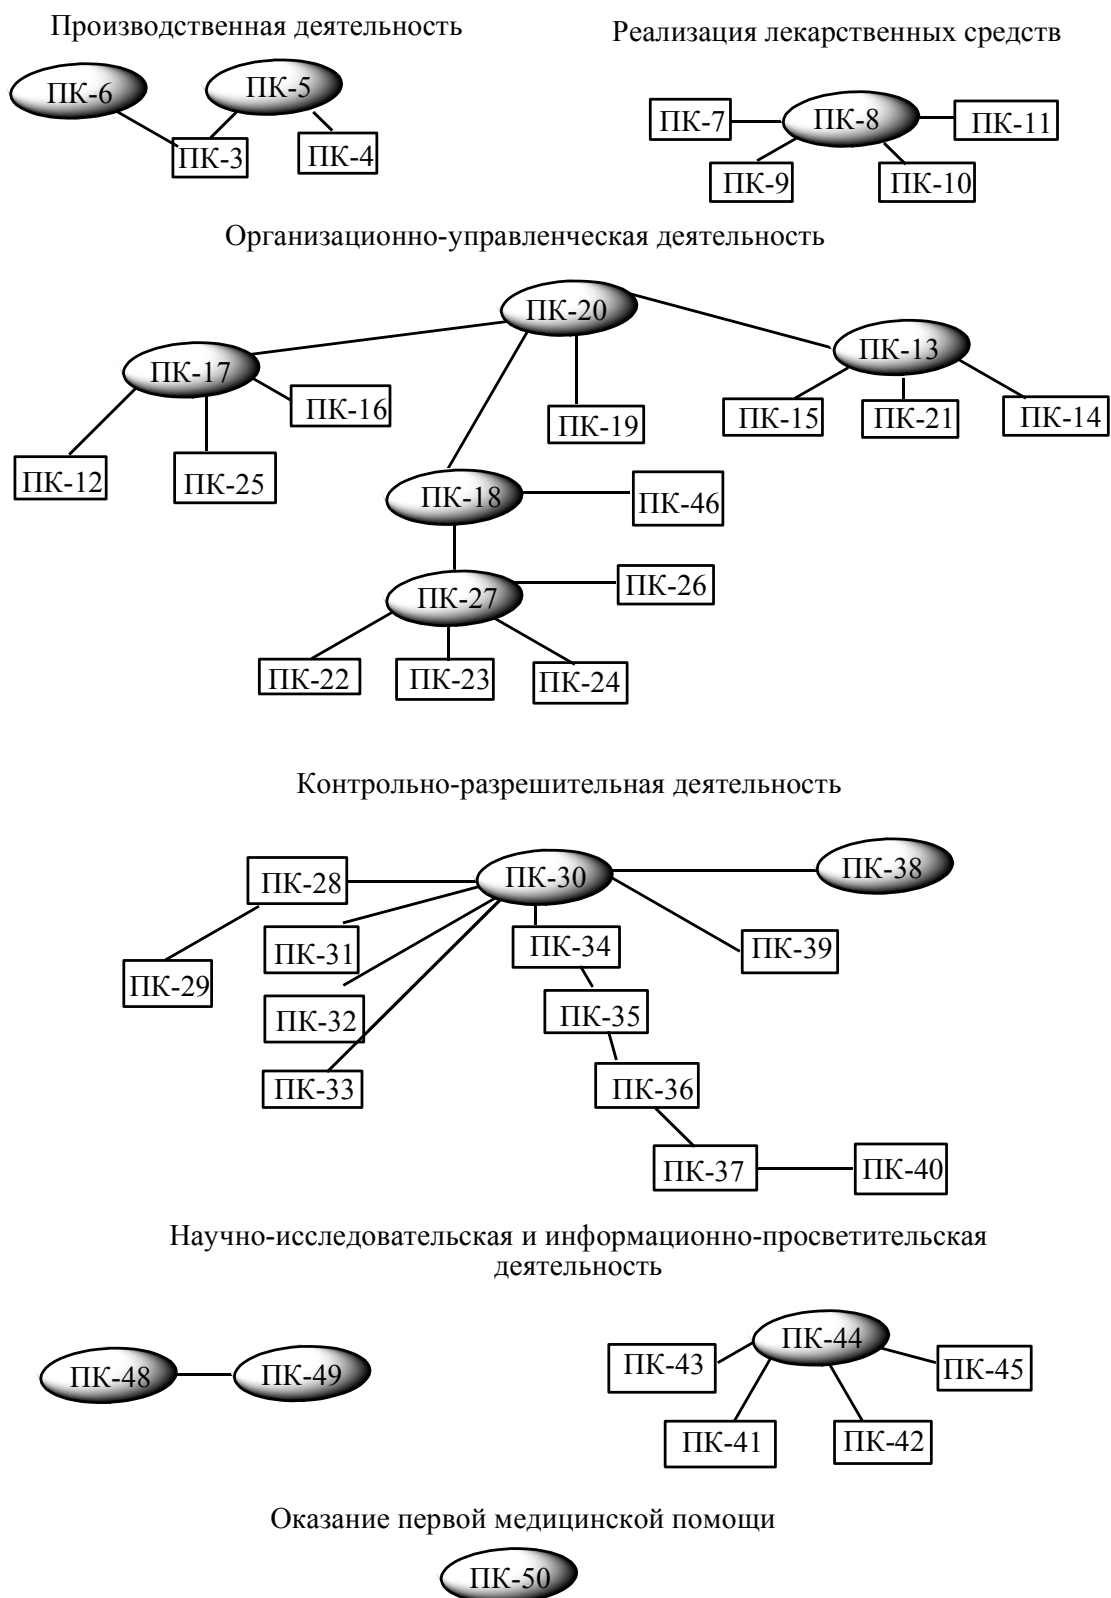 Производственная деятельность
Реализация лекарственных средств
ПК-6
ПК-5
ПК-3
ПК-4
ПК-7
ПК-8
ПК-11
ПК-9
ПК-10
Организационно-управленческая деятельность
ПК-20
ПК-17
ПК-13
ПК-16
ПК-19
ПК-15
ПК-21
ПК-14
ПК-12
ПК-25
ПК-18
ПК-46
ПК-27
ПК-26
ПК-22
ПК-23
ПК-24
Контрольно-разрешительная деятельность
ПК-28
ПК-30
ПК-38
ПК-31
ПК-34
ПК-39
ПК-29
ПК-32
ПК-35
ПК-33
ПК-36
ПК-37
ПК-40
Научно-исследовательская и информационно-просветительская
деятельность
ПК-48
ПК-49
ПК-44
ПК-43
ПК-45
ПК-41
ПК-42
Оказание первой медицинской помощи
ПК-50